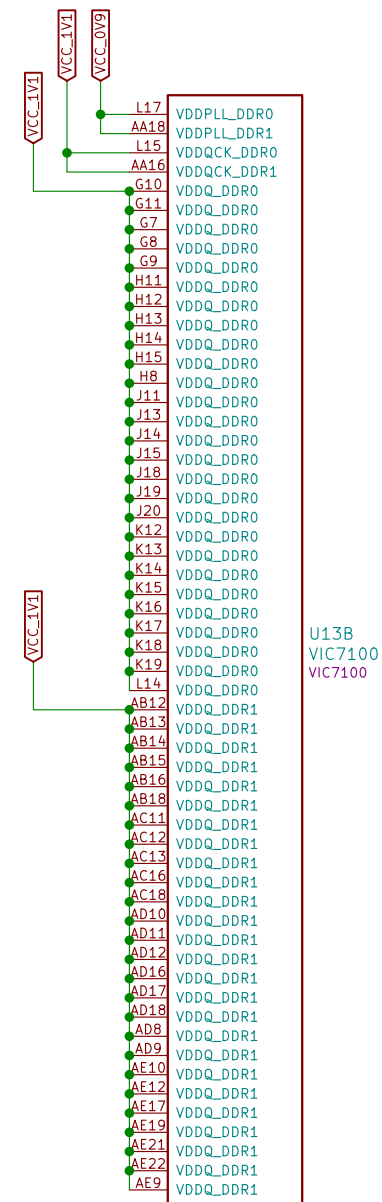 VCC_1V1
VCC_0V9
VCC_1V1
L17 VDDPLL_DDR0
AA18 VDDPLL_DDR1
L15 VDDQCK_DDR0
AA16 VDDQCK_DDR1
G10 VDDQ_DDR0
G11 VDDQ_DDR0
G7 VDDQ_DDR0
G8 VDDQ_DDR0
G9 VDDQ_DDR0
H11 VDDQ_DDR0
H12 VDDQ_DDR0
H13 VDDQ_DDR0
H14 VDDQ_DDR0
H15 VDDQ_DDR0
H8 VDDQ_DDR0
J11 VDDQ_DDR0
J13 VDDQ_DDR0
J14 VDDQ_DDR0
J15 VDDQ_DDR0
J18 VDDQ_DDR0
J19 VDDQ_DDR0
J20 VDDQ_DDR0
K12 VDDQ_DDR0
K13 VDDQ_DDR0
K14 VDDQ_DDR0
K15 VDDQ_DDR0
K16 VDDQ_DDR0
K17 VDDQ_DDR0
K18 VDDQ_DDR0
K19 VDDQ_DDR0
L14 VDDQ_DDR0
VCC_1V1
AB12 VDDQ_DDR1
AB13 VDDQ_DDR1
AB14 VDDQ_DDR1
AB15 VDDQ_DDR1
AB16 VDDQ_DDR1
AB18 VDDQ_DDR1
AC11 VDDQ_DDR1
AC12 VDDQ_DDR1
AC13 VDDQ_DDR1
AC16 VDDQ_DDR1
AC18 VDDQ_DDR1
AD10 VDDQ_DDR1
AD11 VDDQ_DDR1
AD12 VDDQ_DDR1
AD16 VDDQ_DDR1
AD17 VDDQ_DDR1
AD18 VDDQ_DDR1
AD8 VDDQ_DDR1
AD9 VDDQ_DDR1
AE10 VDDQ_DDR1
AE12 VDDQ_DDR1
AE17 VDDQ_DDR1
AE19 VDDQ_DDR1
AE21 VDDQ_DDR1
AE22 VDDQ_DDR1
AE9 VDDQ_DDR1
U13B
VIC7100
VIC7100